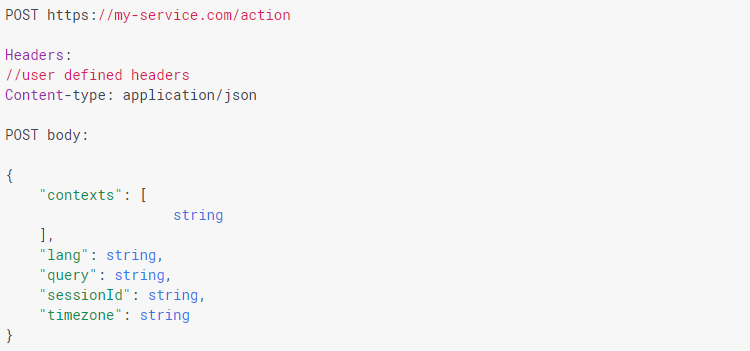 POST https://my-service.com/action
Headers:
//user defined headers
Content-type: application/json
POST body:
{
"contexts": [
string
],
"lang": string,
"query": string,
"sessionId": string,
"timezone": string
}